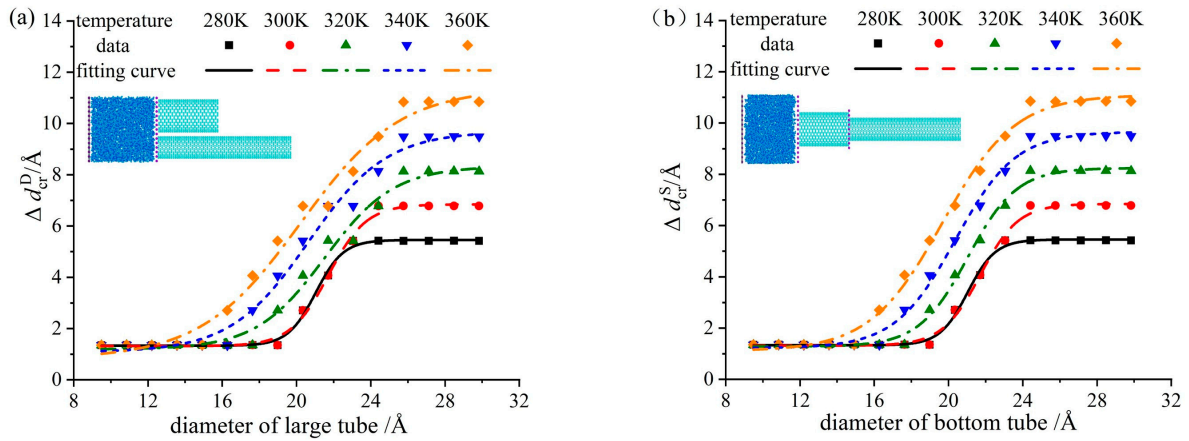 (a)
temperature 280K 300K 320K 340K 360K
data
fitting curve
Δ d_cr^D/Å
14
12
10
8
6
4
2
0
8 12 16 20 24 28 32
diameter of large tube /Å
(b)
temperature 280K 300K 320K 340K 360K
data
fitting curve
Δ d_cr^S/Å
14
12
10
8
6
4
2
0
8 12 16 20 24 28 32
diameter of bottom tube /Å